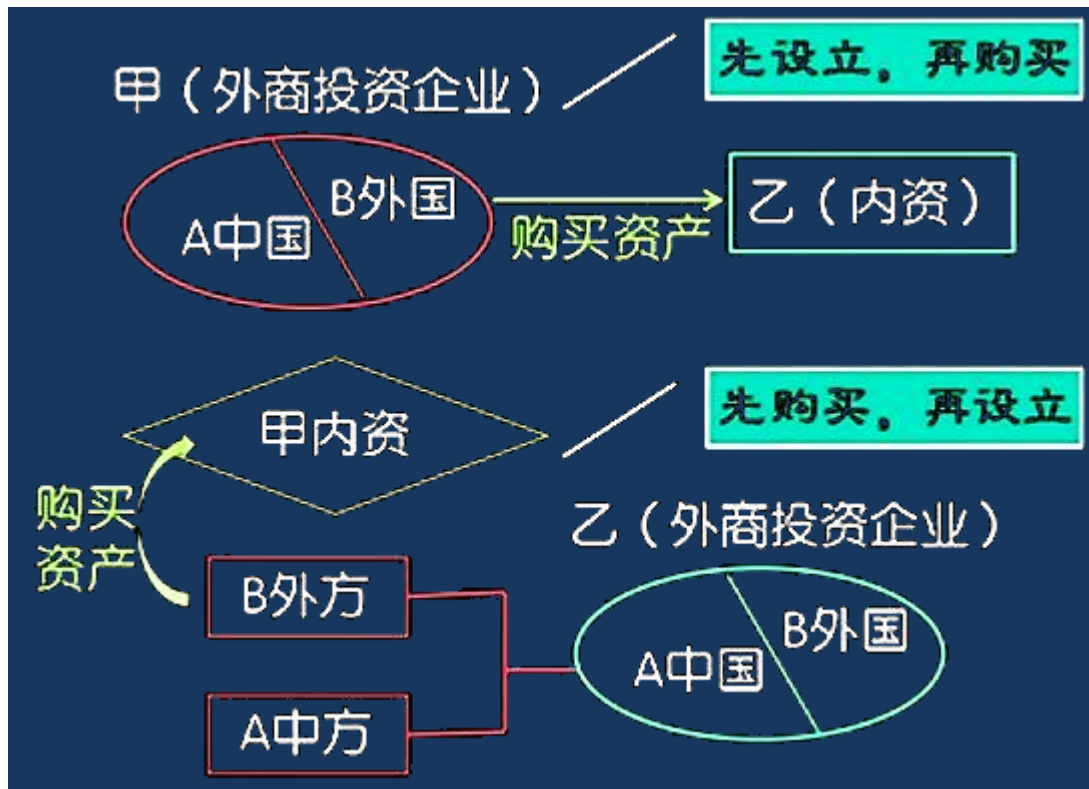 先设立，再购买
甲（外商投资企业）
B外国
A中国
购买资产
乙（内资）
先购买，再设立
甲内资
购买
资产
乙（外商投资企业）
B外方
B外国
A中国
A中方